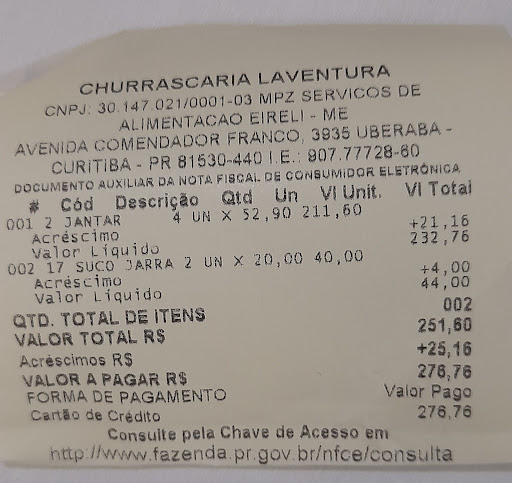 CHURRASCARIA LAVENTURA
CNPJ: 30.147.021/0001-03 MPZ SERVICOS DE
ALIMENTACAO EIRELI - ME
AVENIDA COMENDADOR FRANCO, 3935 UBERABA -
CURITIBA - PR 81530-440 I.E.: 907.77728-60
DOCUMENTO AUXILIAR DA NOTA FISCAL DE CONSUMIDOR ELETRÔNICA
# Cód Descrição Qtd Un Vl Unit. Vl Total
001 2 JANTAR 4 UN X 52,90 211,60
Acréscimo +21,16
Valor Líquido 232,76
002 17 SUCO JARRA 2 UN X 20,00 40,00
Acréscimo +4,00
Valor Líquido 44,00
QTD. TOTAL DE ITENS 002
VALOR TOTAL R$ 251,60
Acréscimos R$ +25,16
VALOR A PAGAR R$ 276,76
FORMA DE PAGAMENTO Valor Pago
Cartão de Crédito 276,76
Consulte pela Chave de Acesso em
http://www.fazenda.pr.gov.br/nfce/consulta